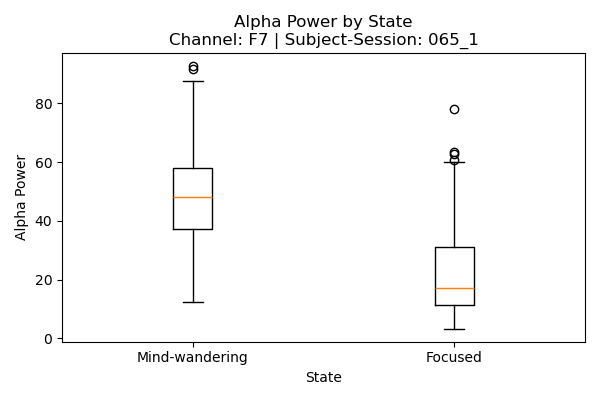 Alpha Power by State
Channel: F7 | Subject-Session: 065_1
Alpha Power
80
60
40
20
0
Mind-wandering
Focused
State